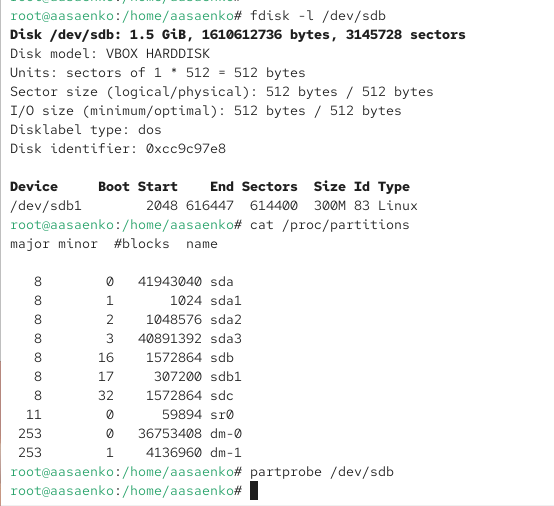 root@aasaenko:/home/aasaenko# fdisk -l /dev/sdb
Disk /dev/sdb: 1.5 GiB, 1610612736 bytes, 3145728 sectors
Disk model: VBOX HARDDISK
Units: sectors of 1 * 512 = 512 bytes
Sector size (logical/physical): 512 bytes / 512 bytes
I/O size (minimum/optimal): 512 bytes / 512 bytes
Disklabel type: dos
Disk identifier: 0xcc9c97e8
Device     Boot Start    End Sectors  Size Id Type
/dev/sdb1        2048 616447  614400  300M 83 Linux
root@aasaenko:/home/aasaenko# cat /proc/partitions
major minor  #blocks  name
   8        0   41943040 sda
   8        1       1024 sda1
   8        2    1048576 sda2
   8        3   40891392 sda3
   8       16    1572864 sdb
   8       17     307200 sdb1
   8       32    1572864 sdc
  11        0      59894 sr0
 253        0   36753408 dm-0
 253        1    4136960 dm-1
root@aasaenko:/home/aasaenko# partprobe /dev/sdb
root@aasaenko:/home/aasaenko#